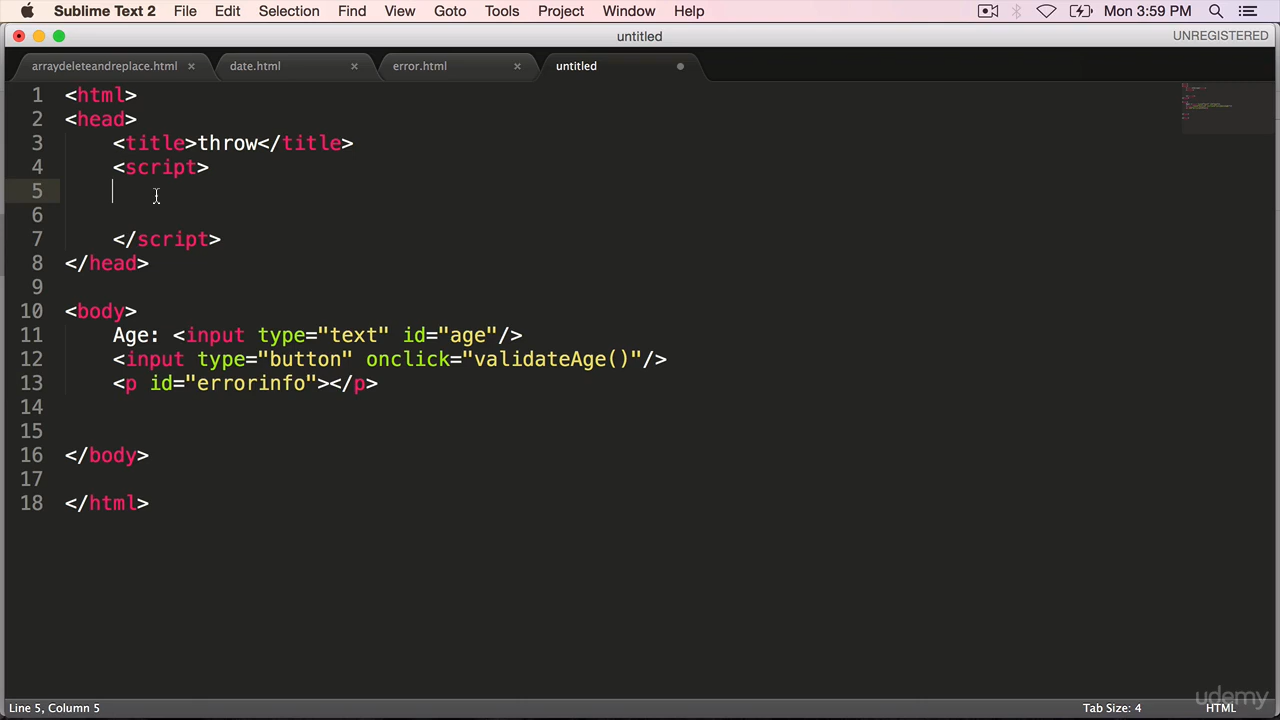 Sublime Text 2 File Edit Selection Find View Goto Tools Project Window Help Mon 3:59 PM
untitled UNREGISTERED
arraydeleteandreplace.html × date.html × error.html × untitled
1 <html>
2 <head>
3 <title>throw</title>
4 <script>
5
6
7 </script>
8 </head>
9
10 <body>
11 Age: <input type="text" id="age"/>
12 <input type="button" onclick="validateAge()"/>
13 <p id="errorinfo"></p>
14
15
16 </body>
17
18 </html>
udemy
Line 5, Column 5 Tab Size: 4 HTML